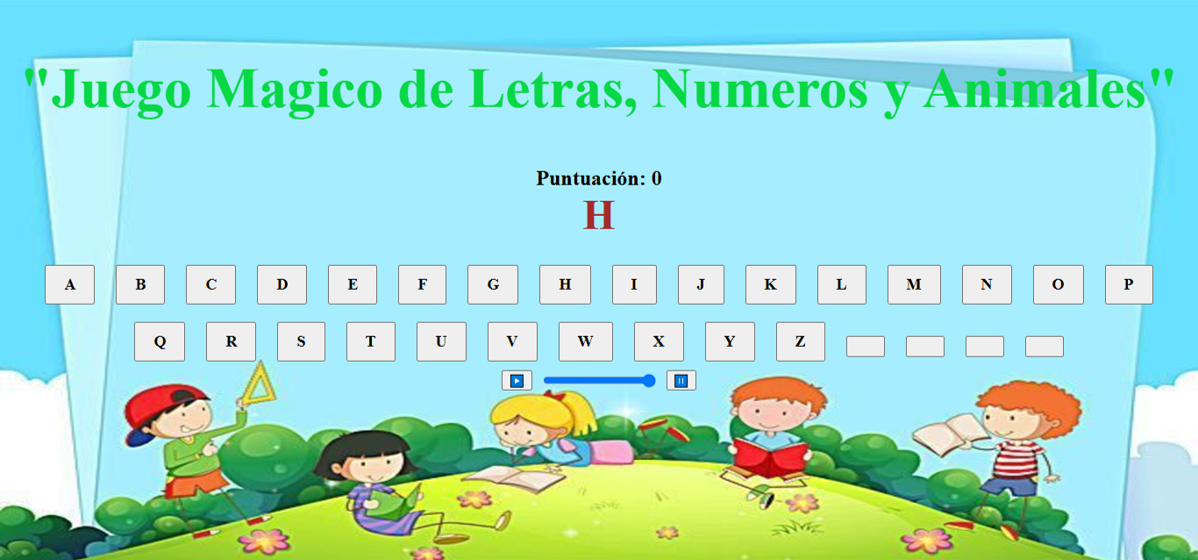 "Juego Magico de Letras, Numeros y Animales"
Puntuación: 0
H
A B C D E F G H I J K L M N O P
Q R S T U V W X Y Z